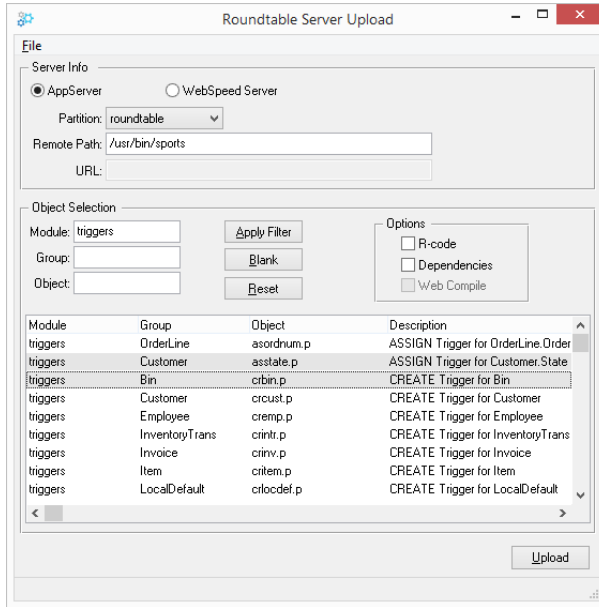 Roundtable Server Upload
File
Server Info
AppServer WebSpeed Server
Partition: roundtable
Remote Path: /usr/bin/sports
URL:
Object Selection
Module: triggers Apply Filter
Group: Blank
Object: Reset
Options
R-code
Dependencies
Web Compile
Module Group Object Description
triggers OrderLine asordnum.p ASSIGN Trigger for OrderLine.Order
triggers Customer asstate.p ASSIGN Trigger for Customer.State
triggers Bin crbin.p CREATE Trigger for Bin
triggers Customer crcust.p CREATE Trigger for Customer
triggers Employee cremp.p CREATE Trigger for Employee
triggers InventoryTrans crintr.p CREATE Trigger for InventoryTrans
triggers Invoice crinv.p CREATE Trigger for Invoice
triggers Item critem.p CREATE Trigger for Item
triggers LocalDefault crlocdef.p CREATE Trigger for LocalDefault
Upload